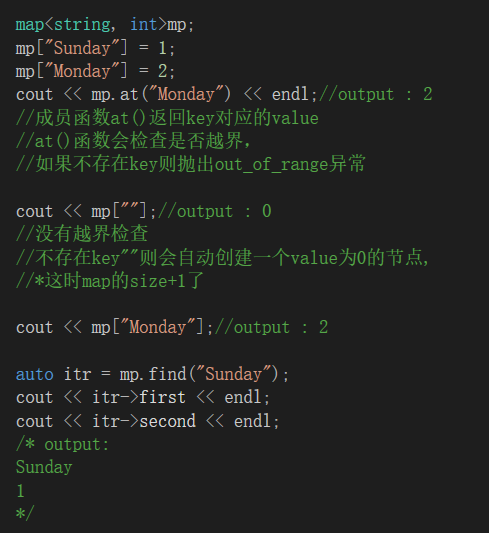 map<string, int>mp;
mp["Sunday"] = 1;
mp["Monday"] = 2;
cout << mp.at("Monday") << endl;//output : 2
//成员函数at()返回key对应的value
//at()函数会检查是否越界，
//如果不存在key则抛出out_of_range异常
cout << mp[""];//output : 0
//没有越界检查
//不存在key""则会自动创建一个value为0的节点，
//*这时map的size+1了
cout << mp["Monday"];//output : 2
auto itr = mp.find("Sunday");
cout << itr->first << endl;
cout << itr->second << endl;
/* output:
Sunday
1
*/